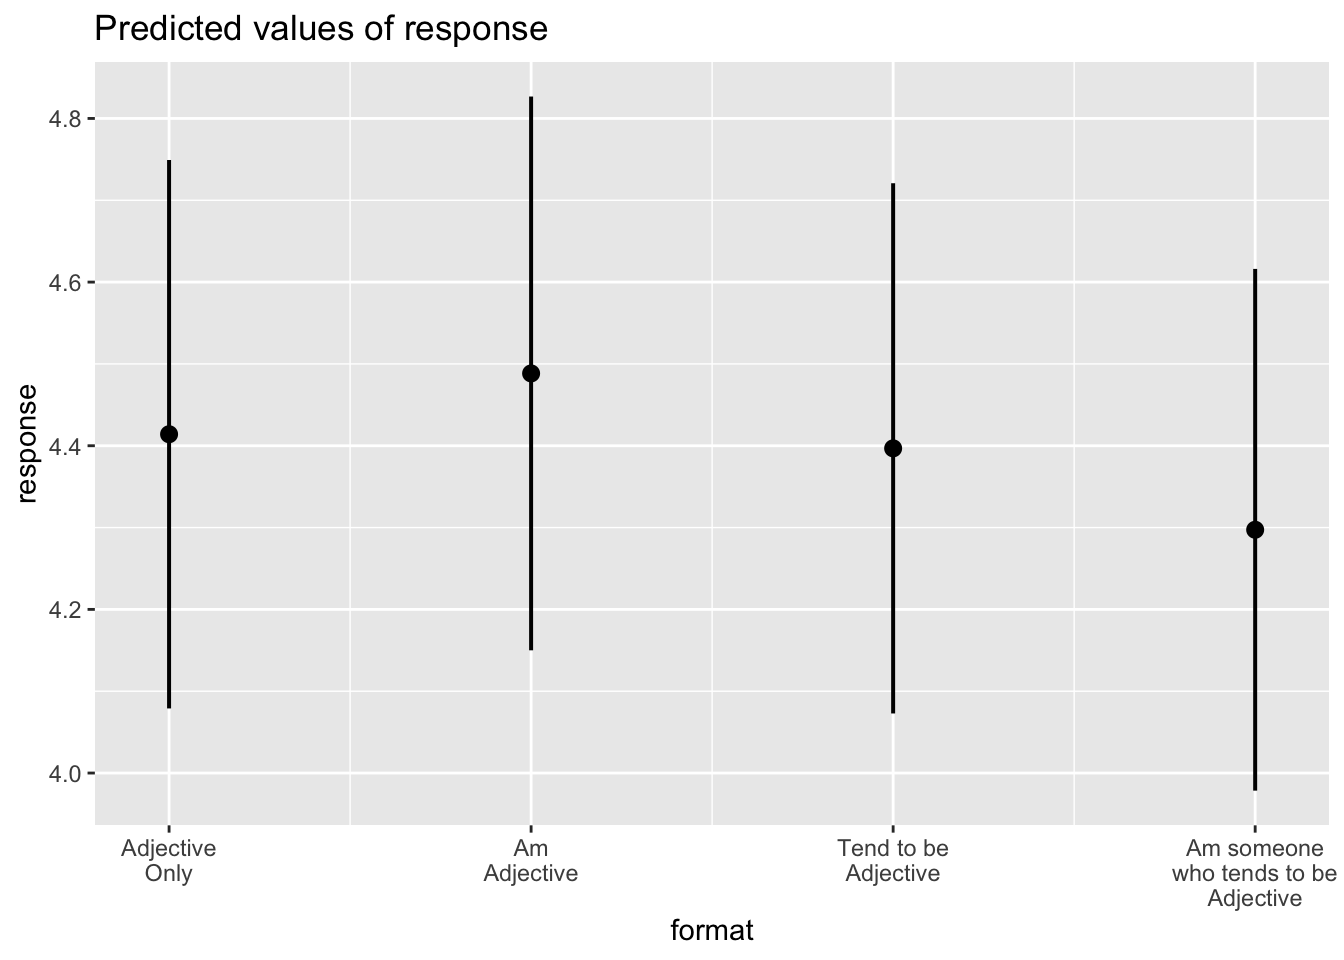 Predicted values of response
response
4.8
4.6
4.4
4.2
4.0
Adjective
Only
Am
Adjective
Tend to be
Adjective
Am someone
who tends to be
Adjective
format